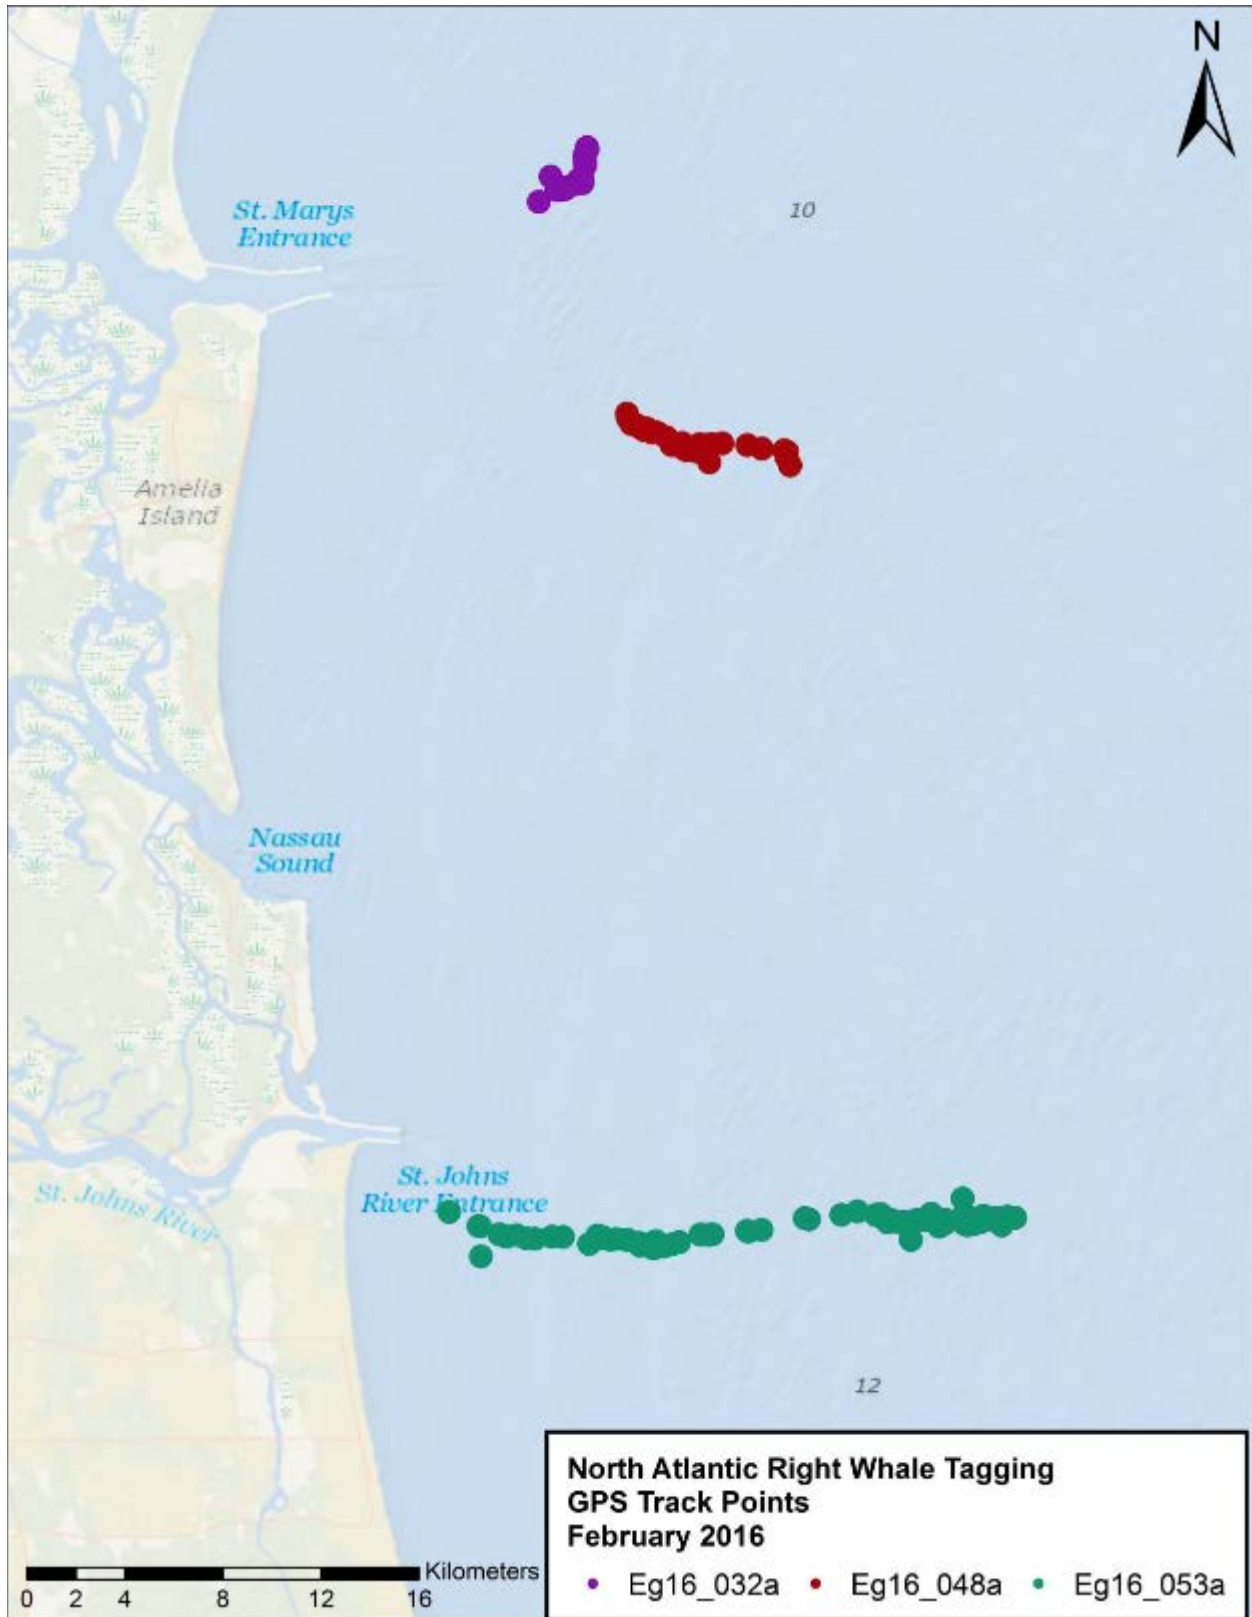 N
10
St. Marys
Entrance
Amelia
Island
Nassau
Sound
St. Johns
River Entrance
St. Johns River
12
North Atlantic Right Whale Tagging
GPS Track Points
February 2016
Eg16_032a Eg16_048a Eg16_053a
Kilometers
0 2 4 8 12 16